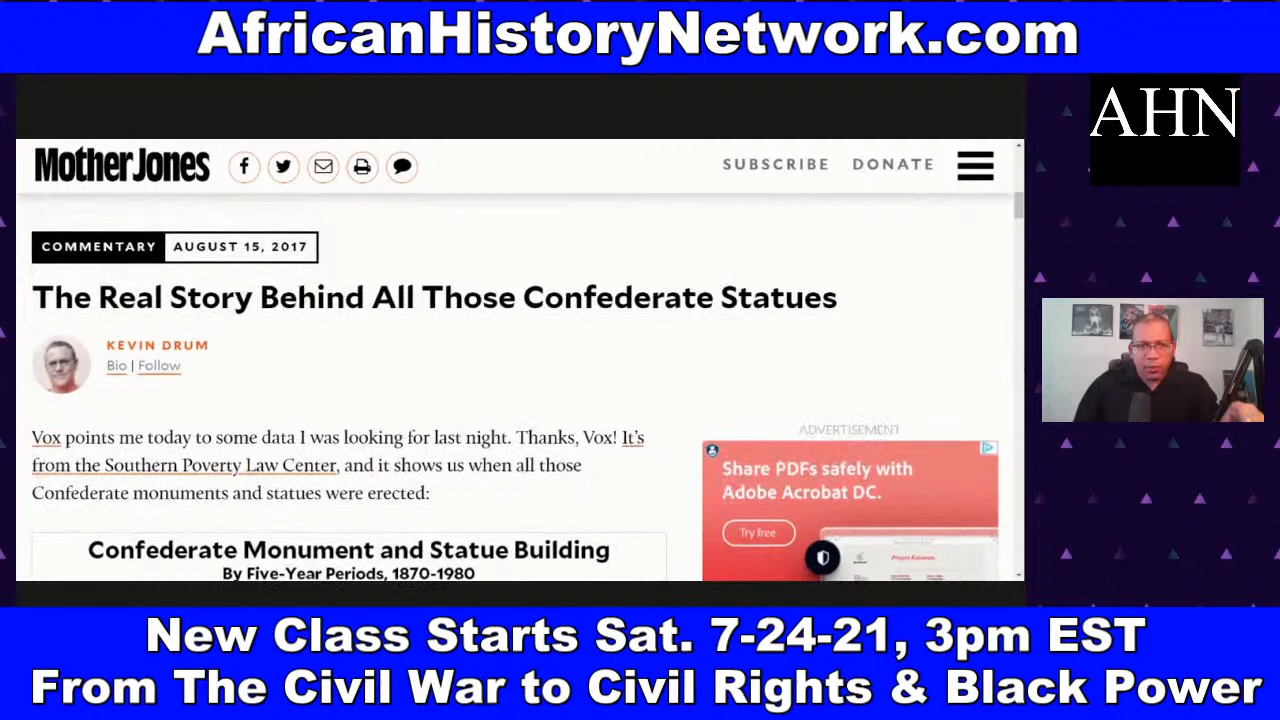 AfricanHistoryNetwork.com
AHN
MotherJones
SUBSCRIBE DONATE
COMMENTARY AUGUST 15, 2017
The Real Story Behind All Those Confederate Statues
KEVIN DRUM
Bio | Follow
Vox points me today to some data I was looking for last night. Thanks, Vox! It's
from the Southern Poverty Law Center, and it shows us when all those
Confederate monuments and statues were erected:
ADVERTISEMENT
Share PDFs safely with
Adobe Acrobat DC.
Try free
Confederate Monument and Statue Building
By Five-Year Periods, 1870-1980
New Class Starts Sat. 7-24-21, 3pm EST
From The Civil War to Civil Rights & Black Power